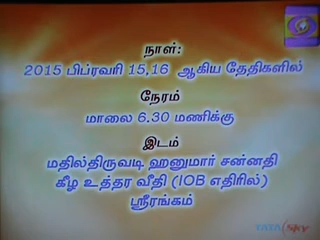 நாள்:
2015 பிப்ரவரி 15,16 ஆகிய தேதிகளில்
நேரம்
மாலை 6.30 மணிக்கு
இடம்
மதில்திருவடி ஹனுமார் சன்னதி
கீழ உத்தர வீதி (IOB எதிரில்)
ஸ்ரீரங்கம்
TATA Sky